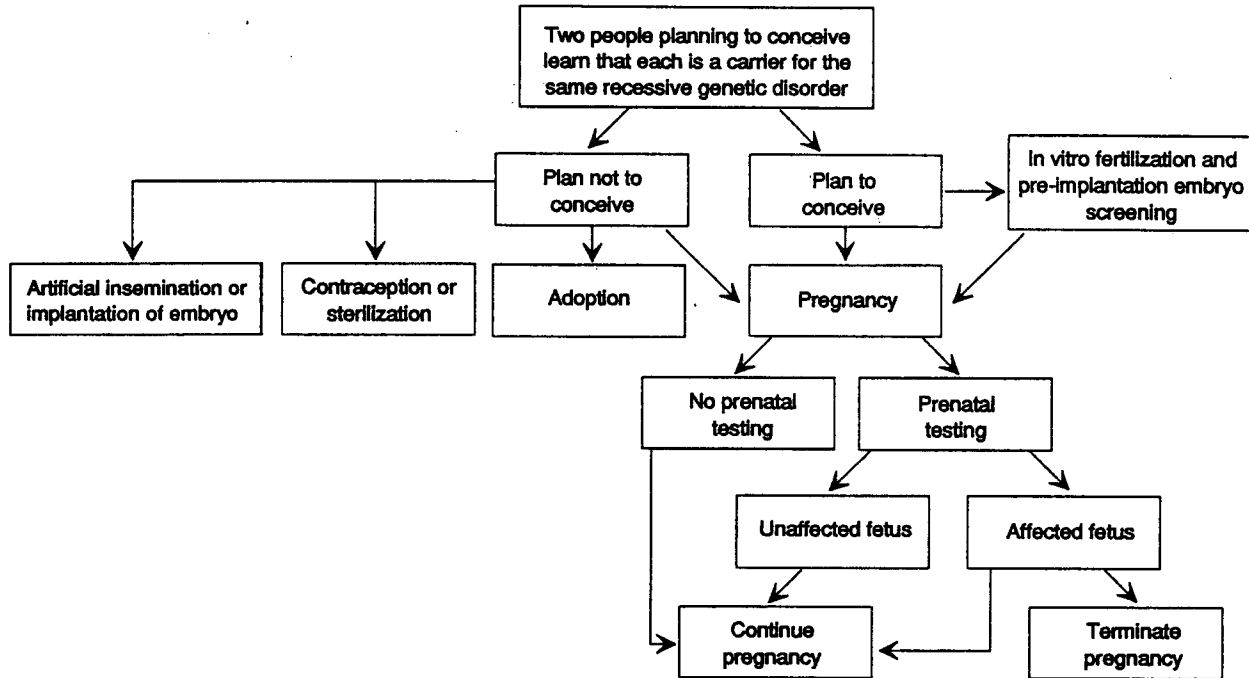 Two people planning to conceive
learn that each is a carrier for the
same recessive genetic disorder
Plan not to
conceive
Plan to
conceive
In vitro fertilization and
pre-implantation embryo
screening
Artificial insemination or
implantation of embryo
Contraception or
sterilization
Adoption
Pregnancy
No prenatal
testing
Prenatal
testing
Unaffected fetus
Affected fetus
Continue
pregnancy
Terminate
pregnancy